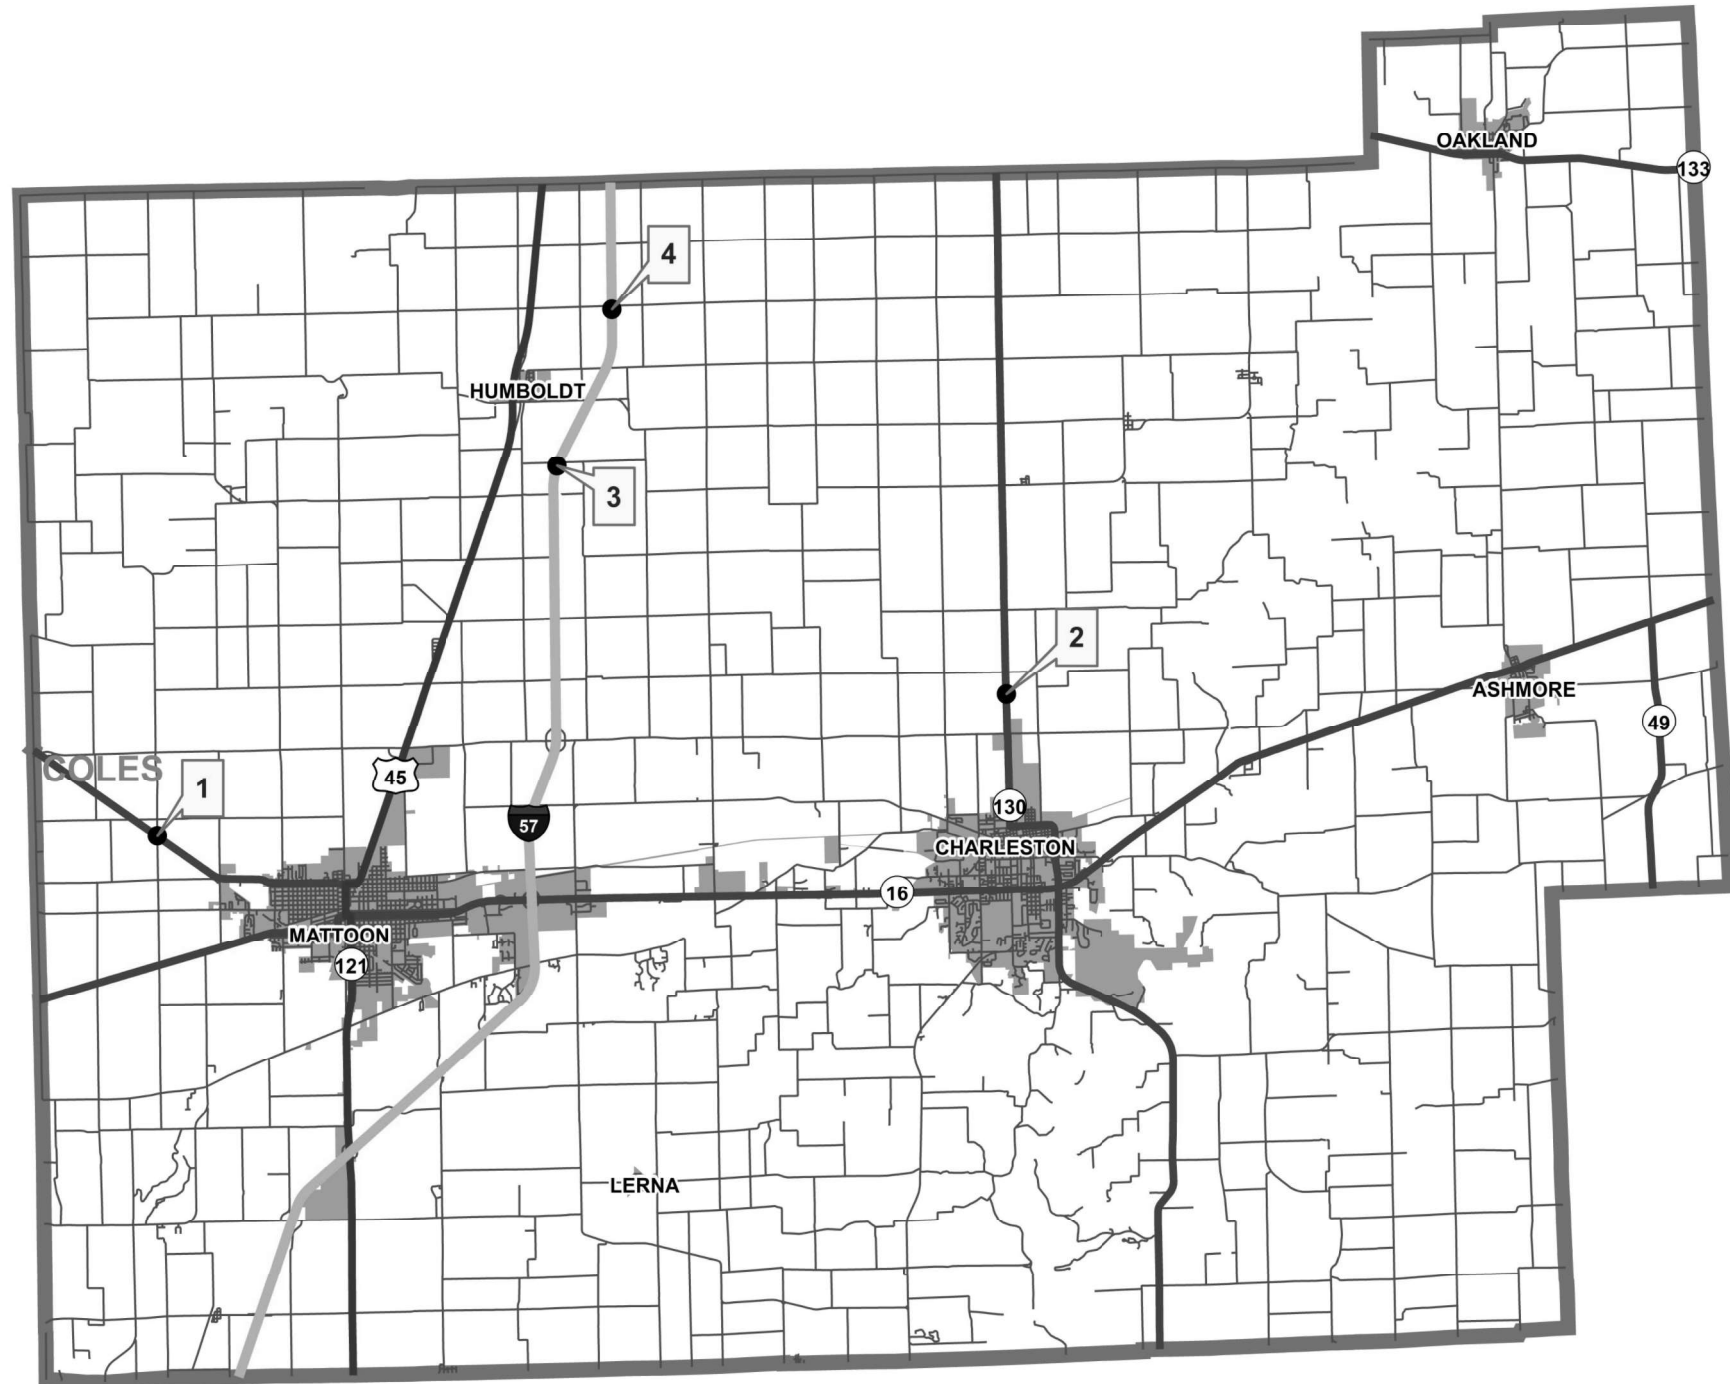 OAKLAND
133
4
HUMBOLDT
3
2
ASHMORE
49
COLES
1
45
57
130
CHARLESTON
16
MATTOON
121
LERNA